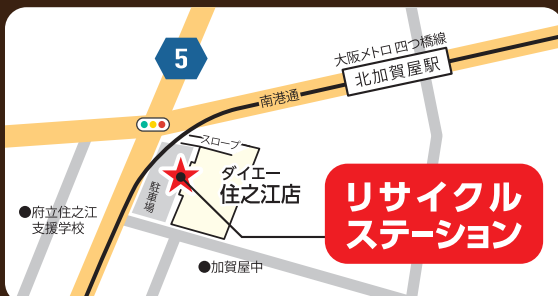 5
大阪メトロ 四つ橋線
北加賀屋駅
南港通
スロープ
ダイエー
住之江店
駐車場
リサイクル
ステーション
●府立住之江
支援学校
●加賀屋中